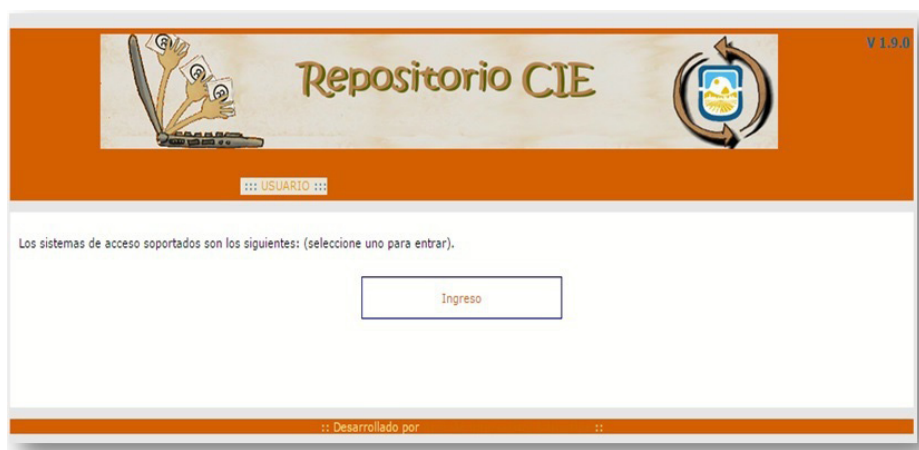 V 1.9.0
Repositorio CIE
::: USUARIO :::
Los sistemas de acceso soportados son los siguientes: (seleccione uno para entrar).
Ingreso
:: Desarrollado por ::